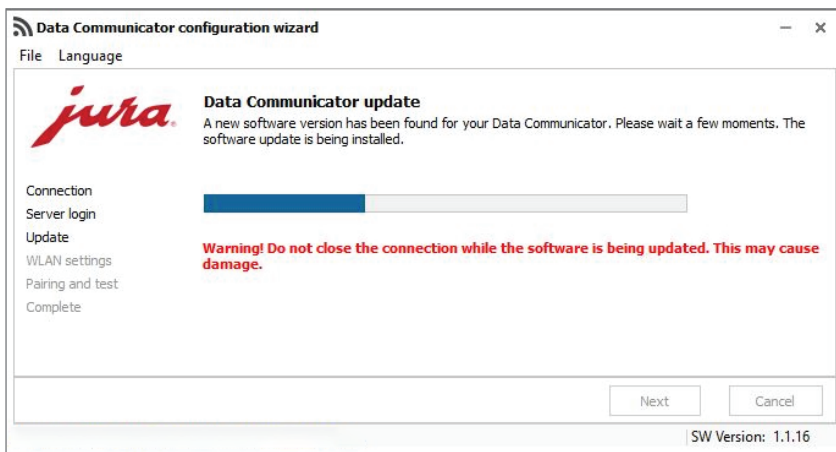 Data Communicator configuration wizard
File Language
jura
Data Communicator update
A new software version has been found for your Data Communicator. Please wait a few moments. The
software update is being installed.
Connection
Server login
Update
WLAN settings
Pairing and test
Complete
Warning! Do not close the connection while the software is being updated. This may cause
damage.
Next Cancel
SW Version: 1.1.16